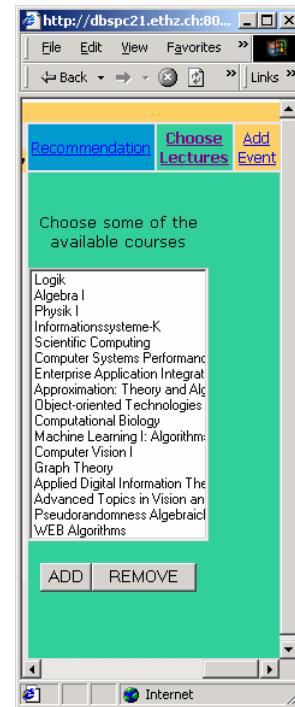 http://dbspc21.ethz.ch:80...
File Edit View Favorites »
Back » Links »
Recommendation Choose Lectures Add Event
Choose some of the
available courses
Logik
Algebra I
Physik I
Informationssysteme-K
Scientific Computing
Computer Systems Performanc
Enterprise Application Integrat
Approximation: Theory and Alg
Object-oriented Technologies
Computational Biology
Machine Learning I: Algorithm
Computer Vision I
Graph Theory
Applied Digital Information The
Advanced Topics in Vision an
Pseudorandomness Algebraicl
WEB Algorithms
ADD REMOVE
Internet